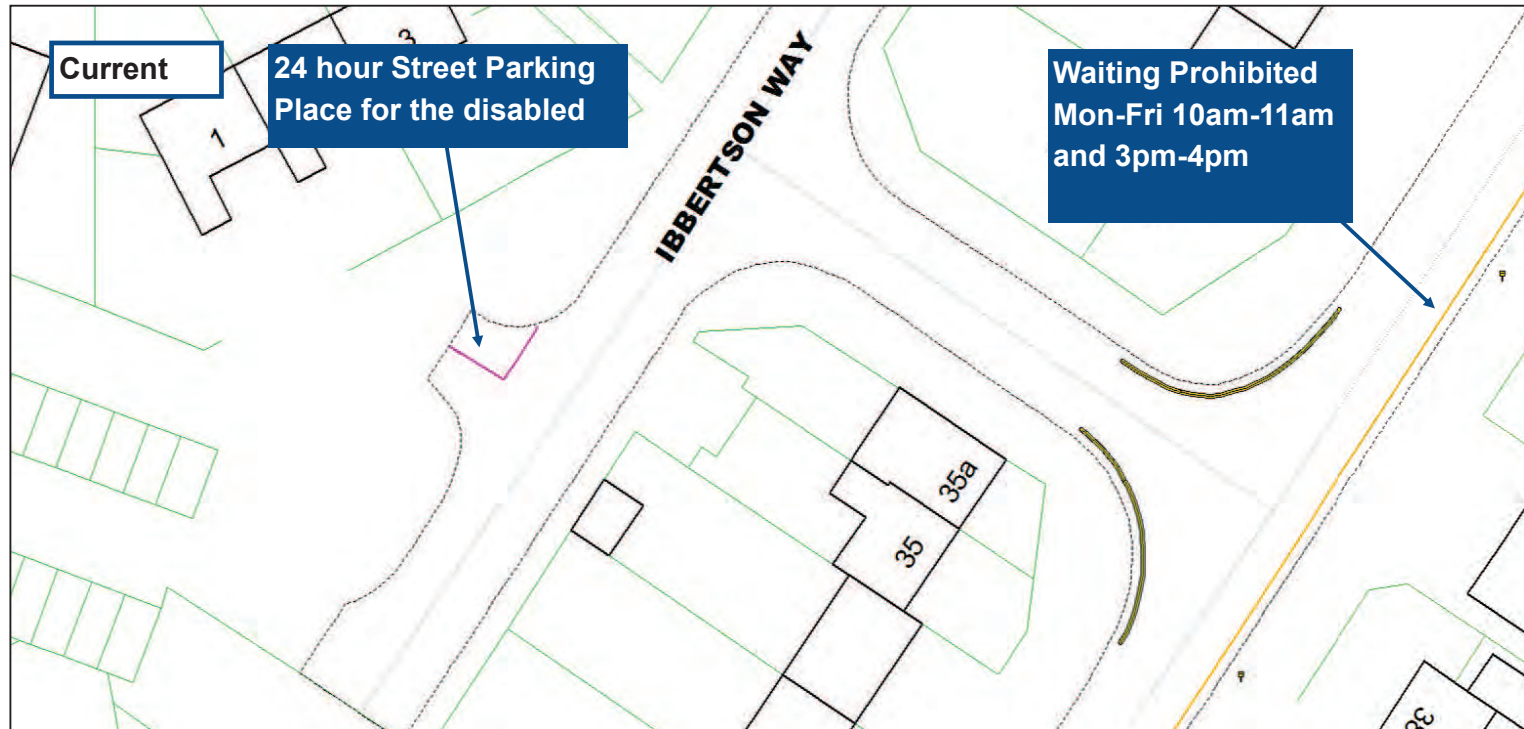 Current
24 hour Street Parking
Place for the disabled
Waiting Prohibited
Mon-Fri 10am-11am
and 3pm-4pm
IBBERTSON WAY
1
3
35a
35